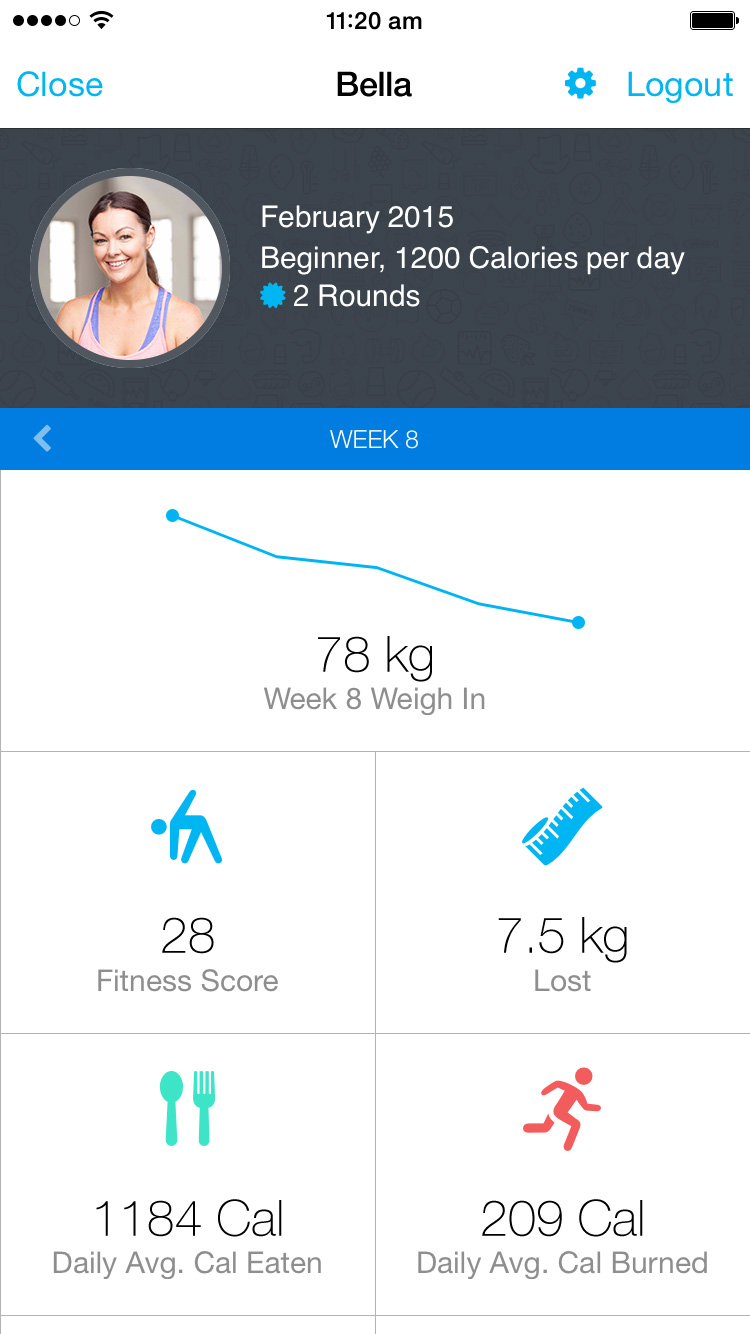 11:20 am
Close Bella Logout
February 2015
Beginner, 1200 Calories per day
2 Rounds
WEEK 8
78 kg
Week 8 Weigh In
28
Fitness Score
7.5 kg
Lost
1184 Cal
Daily Avg. Cal Eaten
209 Cal
Daily Avg. Cal Burned